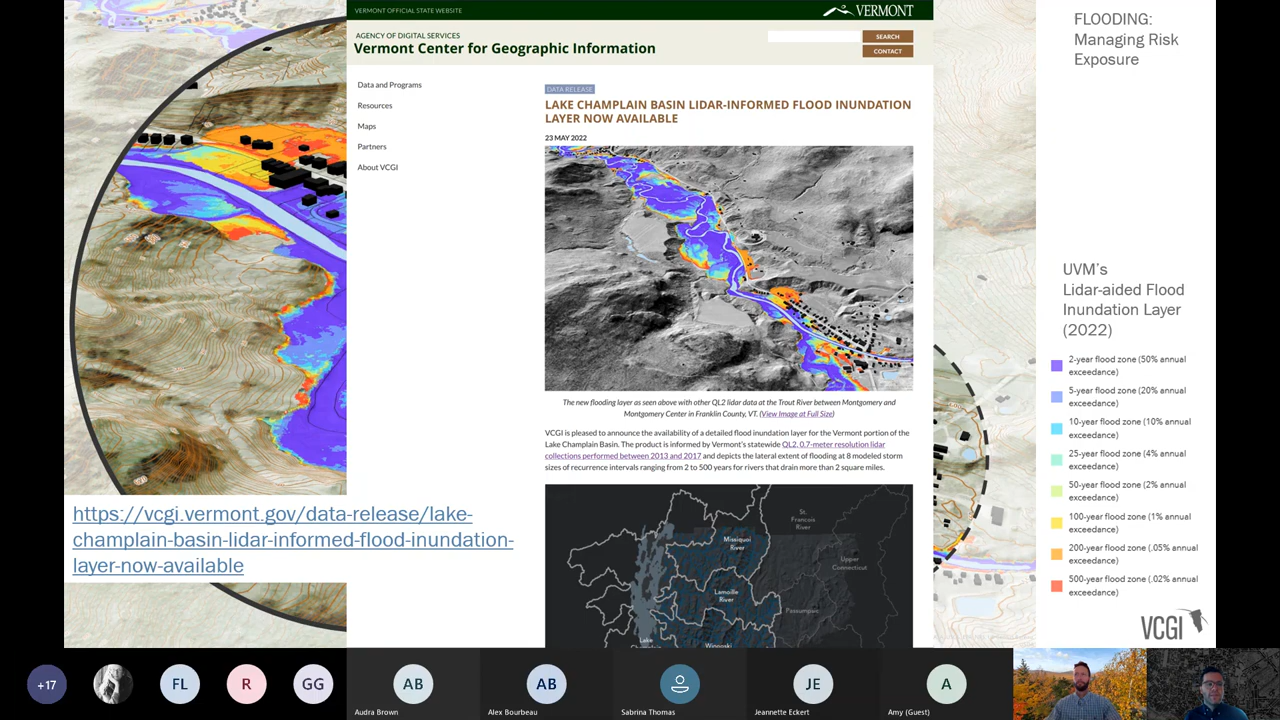 VERMONT OFFICIAL STATE WEBSITE
VERMONT
AGENCY OF DIGITAL SERVICES
Vermont Center for Geographic Information
SEARCH
CONTACT
Data and Programs
Resources
Maps
Partners
About VCGI
DATA RELEASE
LAKE CHAMPLAIN BASIN LIDAR-INFORMED FLOOD INUNDATION
LAYER NOW AVAILABLE
23 MAY 2022
The new flooding layer as seen above with other QL2 lidar data at the Trout River between Montgomery and
Montgomery Center in Franklin County, VT. (View Image at Full Size)
VCGI is pleased to announce the availability of a detailed flood inundation layer for the Vermont portion of the
Lake Champlain Basin. The product is informed by Vermont's statewide QL2, 0.7-meter resolution lidar
collections performed between 2013 and 2017 and depicts the lateral extent of flooding at 8 modeled storm
sizes of recurrence intervals ranging from 2 to 500 years for rivers that drain more than 2 square miles.
St.
Francois
River
Missiquoi
River
Upper
Connecticut
Lamoille
River
Passumpsic
Lake
Winooski
https://vcgi.vermont.gov/data-release/lake-
champlain-basin-lidar-informed-flood-inundation-
layer-now-available
FLOODING:
Managing Risk
Exposure
UVM's
Lidar-aided Flood
Inundation Layer
(2022)
2-year flood zone (50% annual
exceedance)
5-year flood zone (20% annual
exceedance)
10-year flood zone (10% annual
exceedance)
25-year flood zone (4% annual
exceedance)
50-year flood zone (2% annual
exceedance)
100-year flood zone (1% annual
exceedance)
200-year flood zone (.05% annual
exceedance)
500-year flood zone (.02% annual
exceedance)
VCGI
+17
FL
R
GG
AB
Audra Brown
AB
Alex Bourbeau
Sabrina Thomas
JE
Jeannette Eckert
A
Amy (Guest)